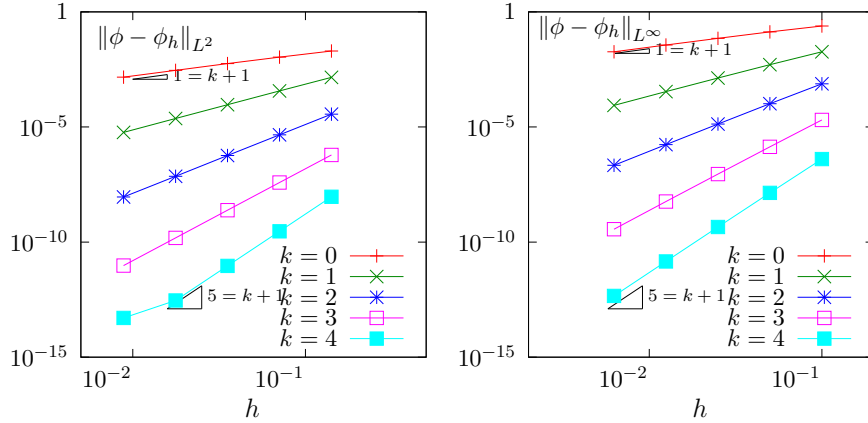 1
10^{-5}
10^{-10}
10^{-15}
‖ϕ − ϕ_h‖_{L^2}
1 = k + 1
k = 0
k = 1
k = 2
k = 3
k = 4
5 = k + 1
10^{-2}
10^{-1}
h
1
10^{-5}
10^{-10}
10^{-15}
‖ϕ − ϕ_h‖_{L^∞}
1 = k + 1
k = 0
k = 1
k = 2
k = 3
k = 4
5 = k + 1
10^{-2}
10^{-1}
h